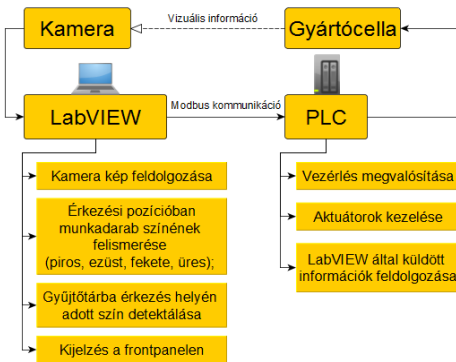 Kamera
Vizuális információ
Gyártócella
LabVIEW
Modbus kommunikáció
PLC
Kamera kép feldolgozása
Érkezési pozícióban
munkadarab színének
felismerése
(piros, ezüst, fekete, üres);
Gyűjtőtárba érkezés helyén
adott szín detektálása
Kijelzés a frontpanelen
Vezérlés megvalósítása
Aktuátorok kezelése
LabVIEW által küldött
információk feldolgozása